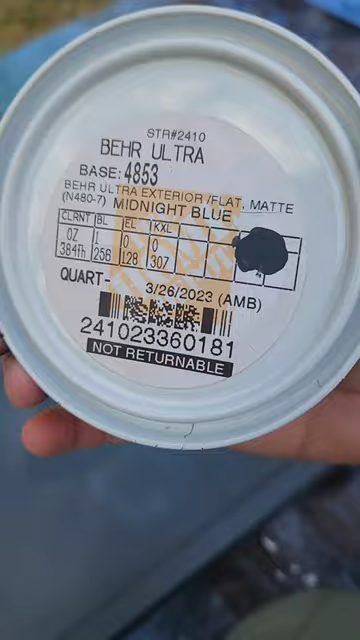 STR#2410
BEHR ULTRA
BASE: 4853
BEHR ULTRA EXTERIOR /FLAT, MATTE
(N480-7) MIDNIGHT BLUE
CLRNT BL EL KXL
OZ 1 0 0
384th 256 128 307
QUART- 3/26/2023 (AMB)
241023360181
NOT RETURNABLE